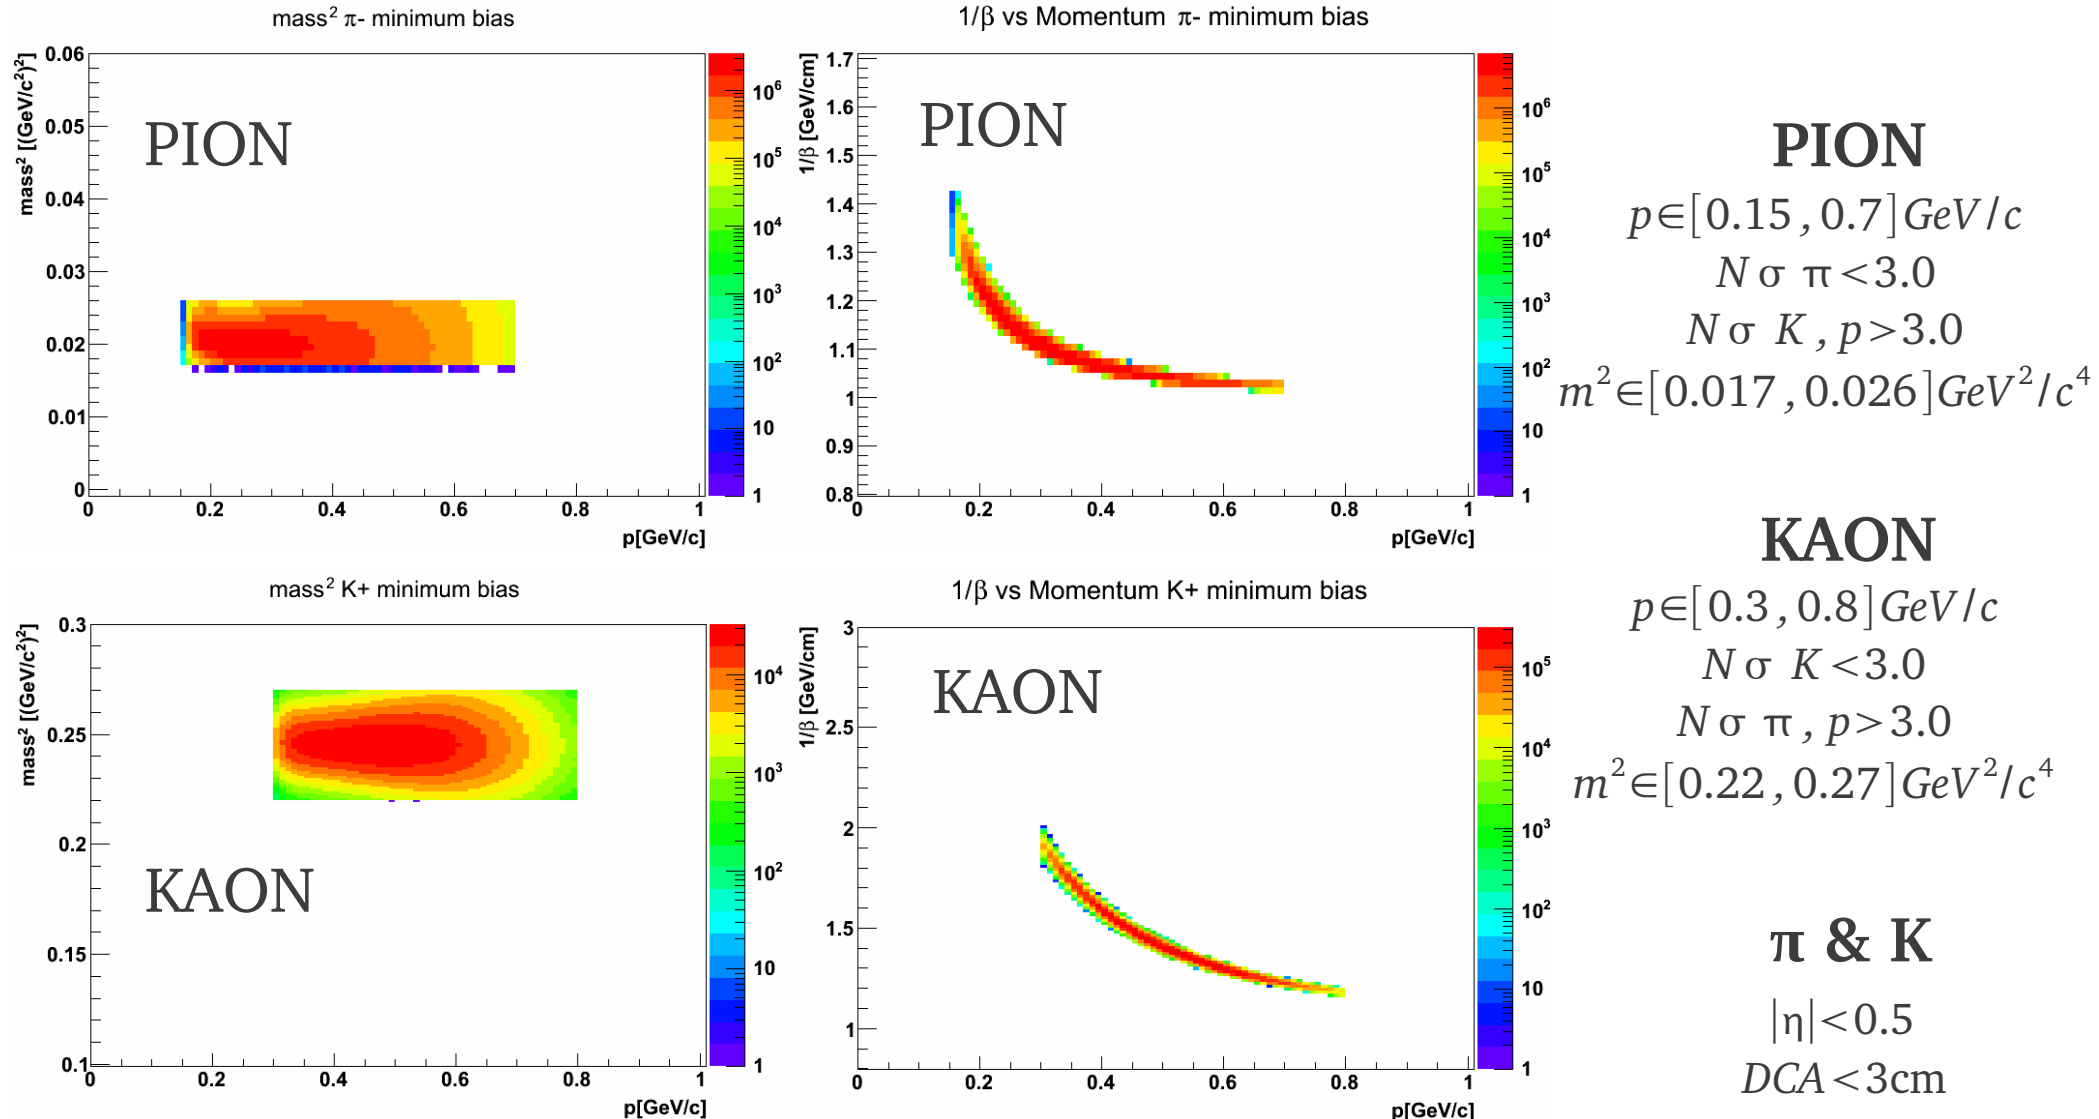 mass² π- minimum bias
mass² [(GeV/c²)²]
0.06
0.05
0.04
0.03
0.02
0.01
0
0 0.2 0.4 0.6 0.8 1
p[GeV/c]
PION
10⁶
10⁵
10⁴
10³
10²
10
1
1/β vs Momentum π- minimum bias
1/β [GeV/cm]
1.7
1.6
1.5
1.4
1.3
1.2
1.1
1
0.9
0.8
0 0.2 0.4 0.6 0.8 1
p[GeV/c]
PION
10⁶
10⁵
10⁴
10³
10²
10
1
PION
p∈[0.15,0.7]GeV/c
Nσ π<3.0
Nσ K,p>3.0
m²∈[0.017,0.026]GeV²/c⁴
mass² K+ minimum bias
mass² [(GeV/c²)²]
0.3
0.25
0.2
0.15
0.1
0 0.2 0.4 0.6 0.8 1
p[GeV/c]
KAON
10⁴
10³
10²
10
1
1/β vs Momentum K+ minimum bias
1/β [GeV/cm]
3
2.5
2
1.5
1
0 0.2 0.4 0.6 0.8 1
p[GeV/c]
KAON
10⁵
10⁴
10³
10²
10
1
KAON
p∈[0.3,0.8]GeV/c
Nσ K<3.0
Nσ π,p>3.0
m²∈[0.22,0.27]GeV²/c⁴
π & K
|η|<0.5
DCA<3cm